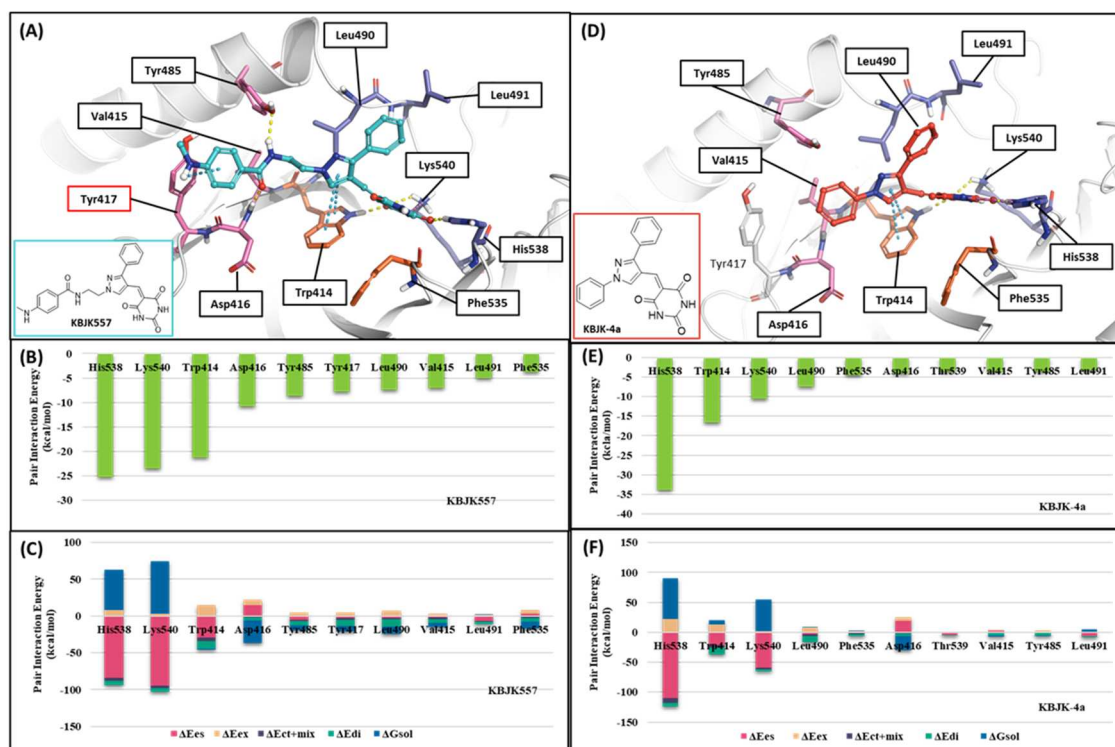 (A)
Leu490
Tyr485
Leu491
Val415
Lys540
Tyr417
His538
Trp414
Asp416
Phe535
O
N
H
N
N
O
O
HN
NH
O
HN
KBJK557
(D)
Leu491
Leu490
Tyr485
Lys540
Val415
Tyr417
His538
Trp414
Phe535
Asp416
N
N
O
O
NH
HN
O
KBJK-4a
(B)
Pair Interaction Energy
(kcal/mol)
0
-5
-10
-15
-20
-25
-30
His538 Lys540 Trp414 Asp416 Tyr485 Tyr417 Leu490 Val415 Leu491 Phe535
KBJK557
(E)
Pair Interaction Energy
(kcla/mol)
0
-5
-10
-15
-20
-25
-30
-35
-40
His538 Trp414 Lys540 Leu490 Phe535 Asp416 Thr539 Val415 Tyr485 Leu491
KBJK-4a
(C)
Pair Interaction Energy
(kcal/mol)
100
50
0
-50
-100
-150
His538 Lys540 Trp414 Asp416 Tyr485 Tyr417 Leu490 Val415 Leu491 Phe535
KBJK557
ΔEes ΔEex ΔEct+mix ΔEdi ΔGsol
(F)
Pair Interaction Energy
(kcal/mol)
150
100
50
0
-50
-100
-150
His538 Trp414 Lys540 Leu490 Phe535 Asp416 Thr539 Val415 Tyr485 Leu491
KBJK-4a
ΔEes ΔEex ΔEct+mix ΔEdi ΔGsol